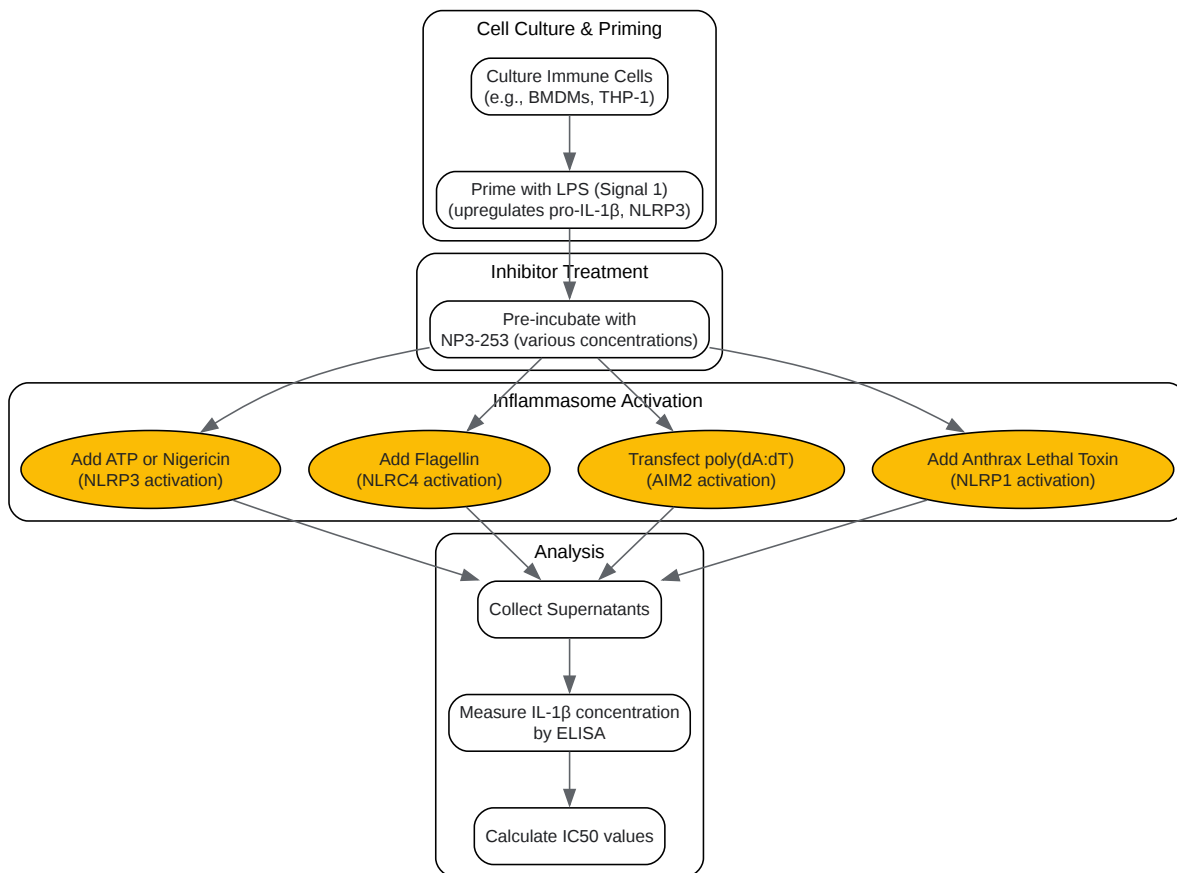 Cell Culture & Priming
Culture Immune Cells
(e.g., BMDMs, THP-1)
Prime with LPS (Signal 1)
(upregulates pro-IL-1β, NLRP3)
Inhibitor Treatment
Pre-incubate with
NP3-253 (various concentrations)
Inflammasome Activation
Add ATP or Nigericin
(NLRP3 activation)
Add Flagellin
(NLRC4 activation)
Transfect poly(dA:dT)
(AIM2 activation)
Add Anthrax Lethal Toxin
(NLRP1 activation)
Analysis
Collect Supernatants
Measure IL-1β concentration
by ELISA
Calculate IC50 values